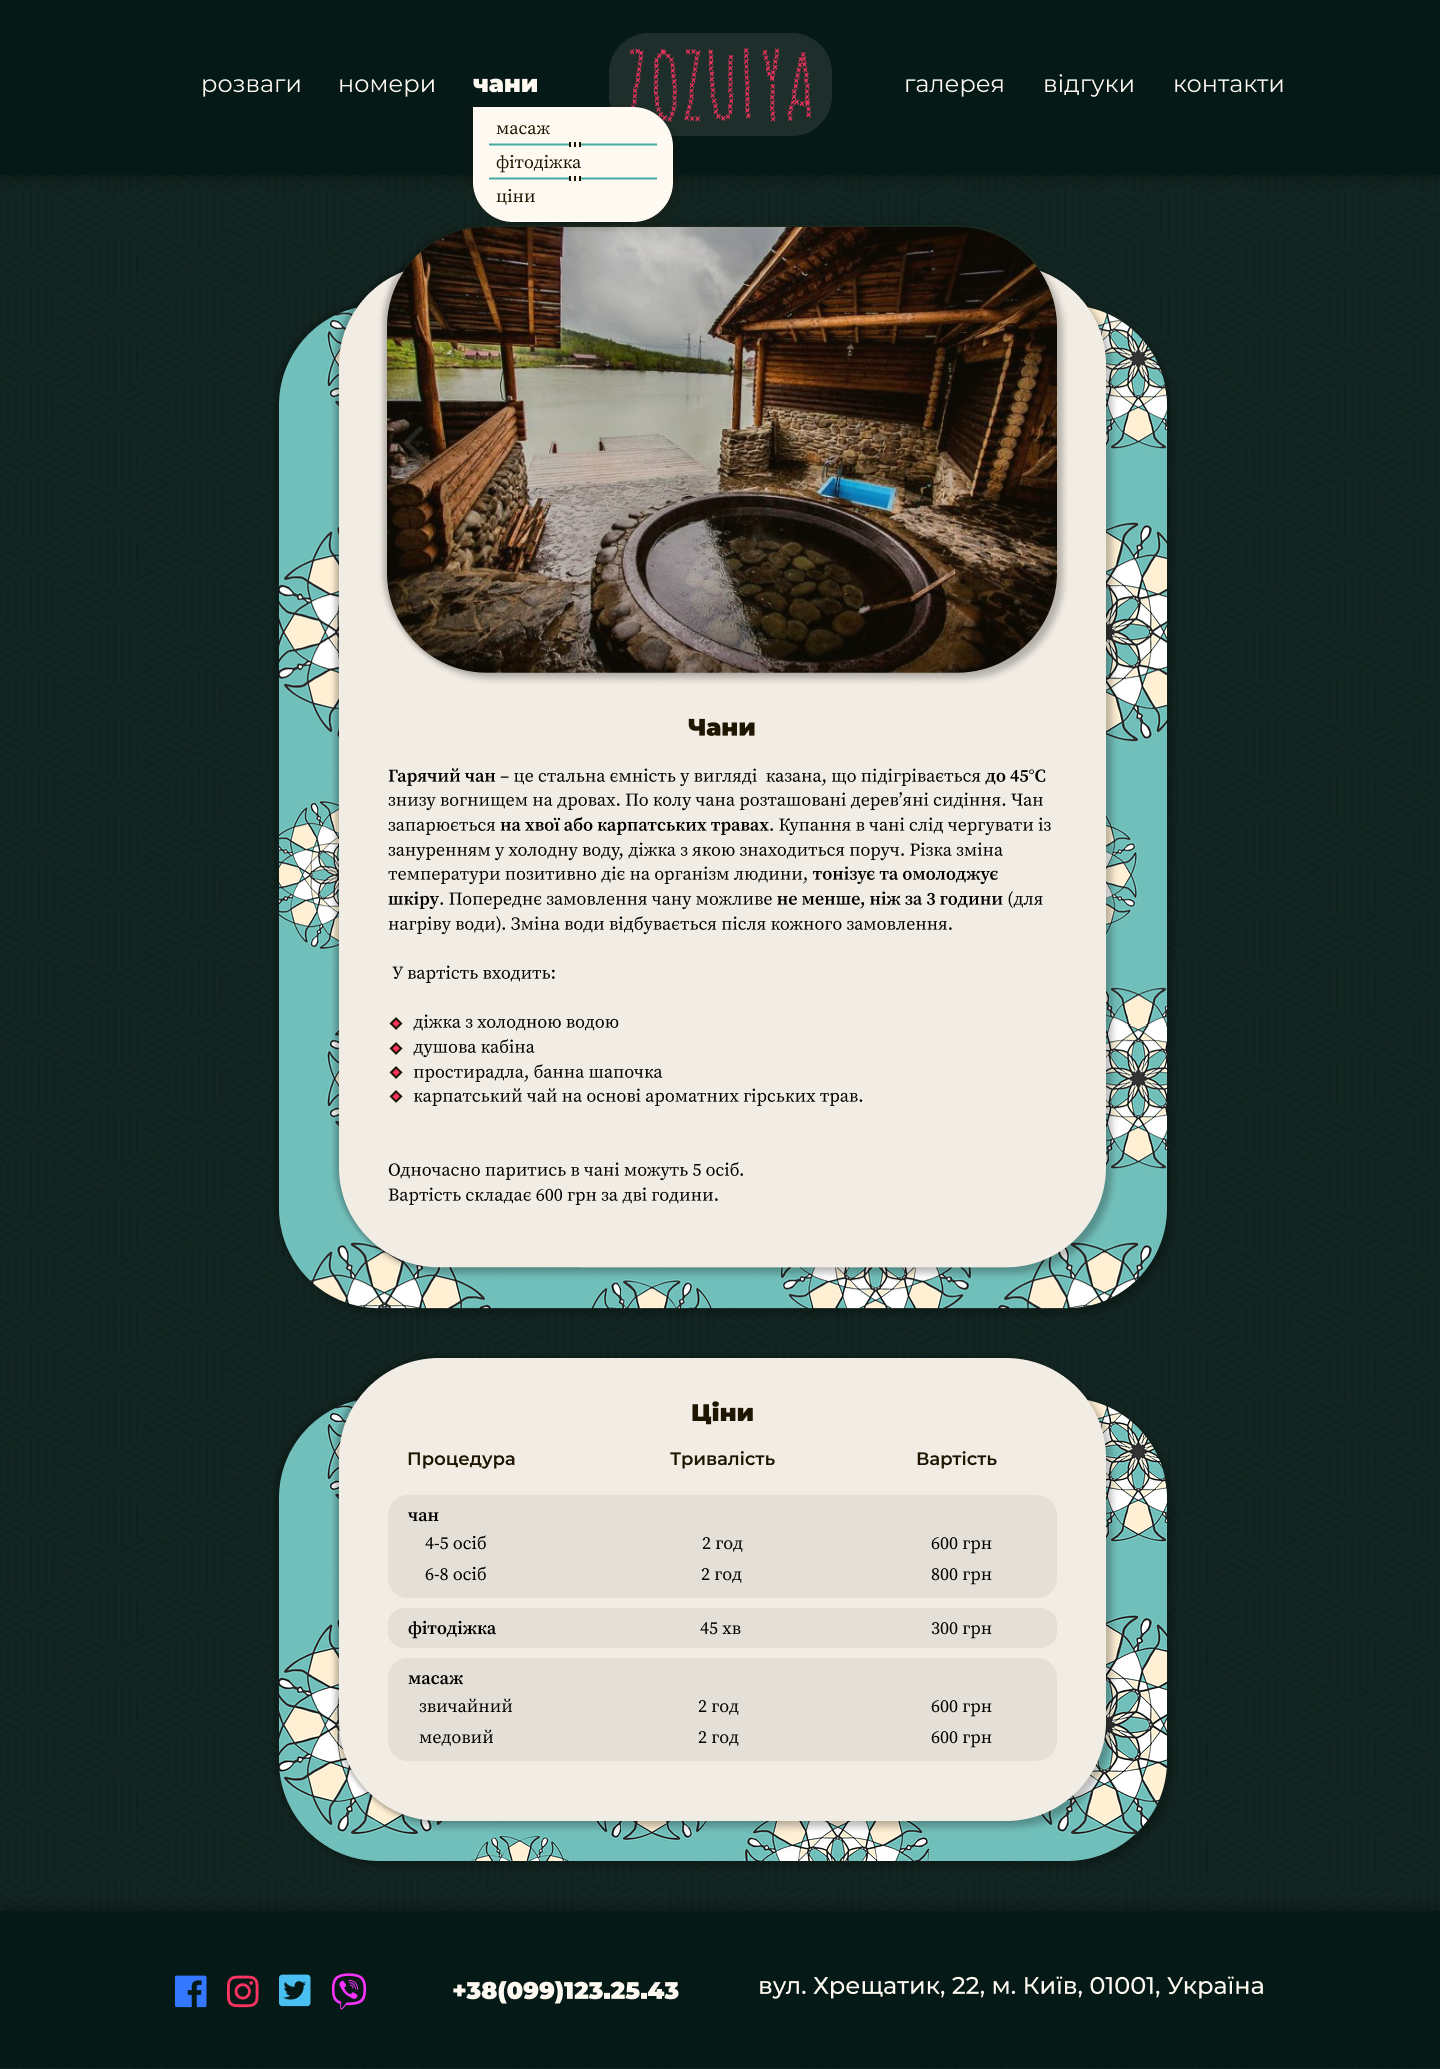 розваги номери чани ZOZULYA галерея відгуки контакти
масаж
фітодіжка
ціни
Чани
Гарячий чан – це стальна ємність у вигляді казана, що підігрівається до 45°С
знизу вогнищем на дровах. По колу чана розташовані дерев’яні сидіння. Чан
запарюється на хвої або карпатських травах. Купання в чані слід чергувати із
зануренням у холодну воду, діжка з якою знаходиться поруч. Різка зміна
температури позитивно діє на організм людини, тонізує та омолоджує
шкіру. Попереднє замовлення чану можливе не менше, ніж за 3 години (для
нагріву води). Зміна води відбувається після кожного замовлення.
У вартість входить:
діжка з холодною водою
душова кабіна
простирадла, банна шапочка
карпатський чай на основі ароматних гірських трав.
Одночасно паритись в чані можуть 5 осіб.
Вартість складає 600 грн за дві години.
Ціни
Процедура Тривалість Вартість
чан
4-5 осіб 2 год 600 грн
6-8 осіб 2 год 800 грн
фітодіжка 45 хв 300 грн
масаж
звичайний 2 год 600 грн
медовий 2 год 600 грн
+38(099)123.25.43 вул. Хрещатик, 22, м. Київ, 01001, Україна